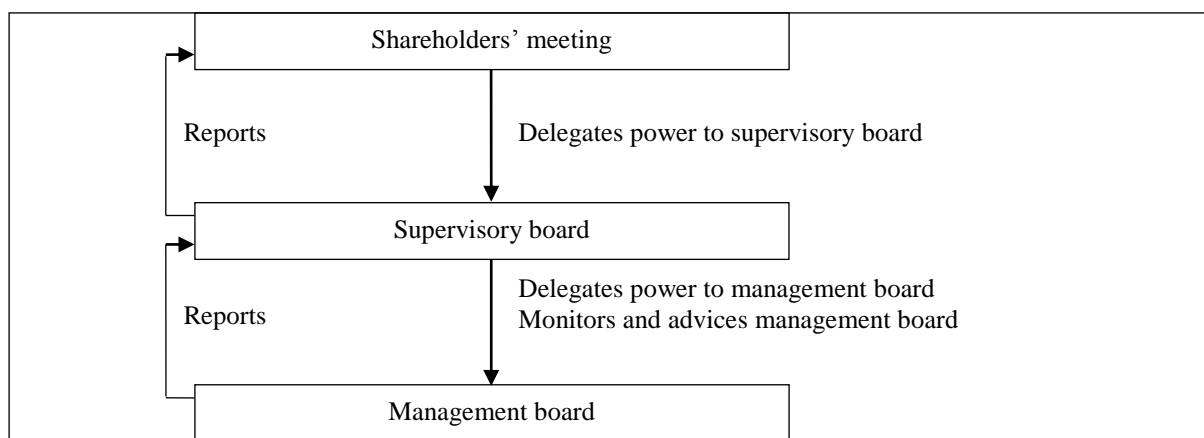 Shareholders’ meeting
Reports
Delegates power to supervisory board
Supervisory board
Delegates power to management board
Reports
Monitors and advices management board
Management board